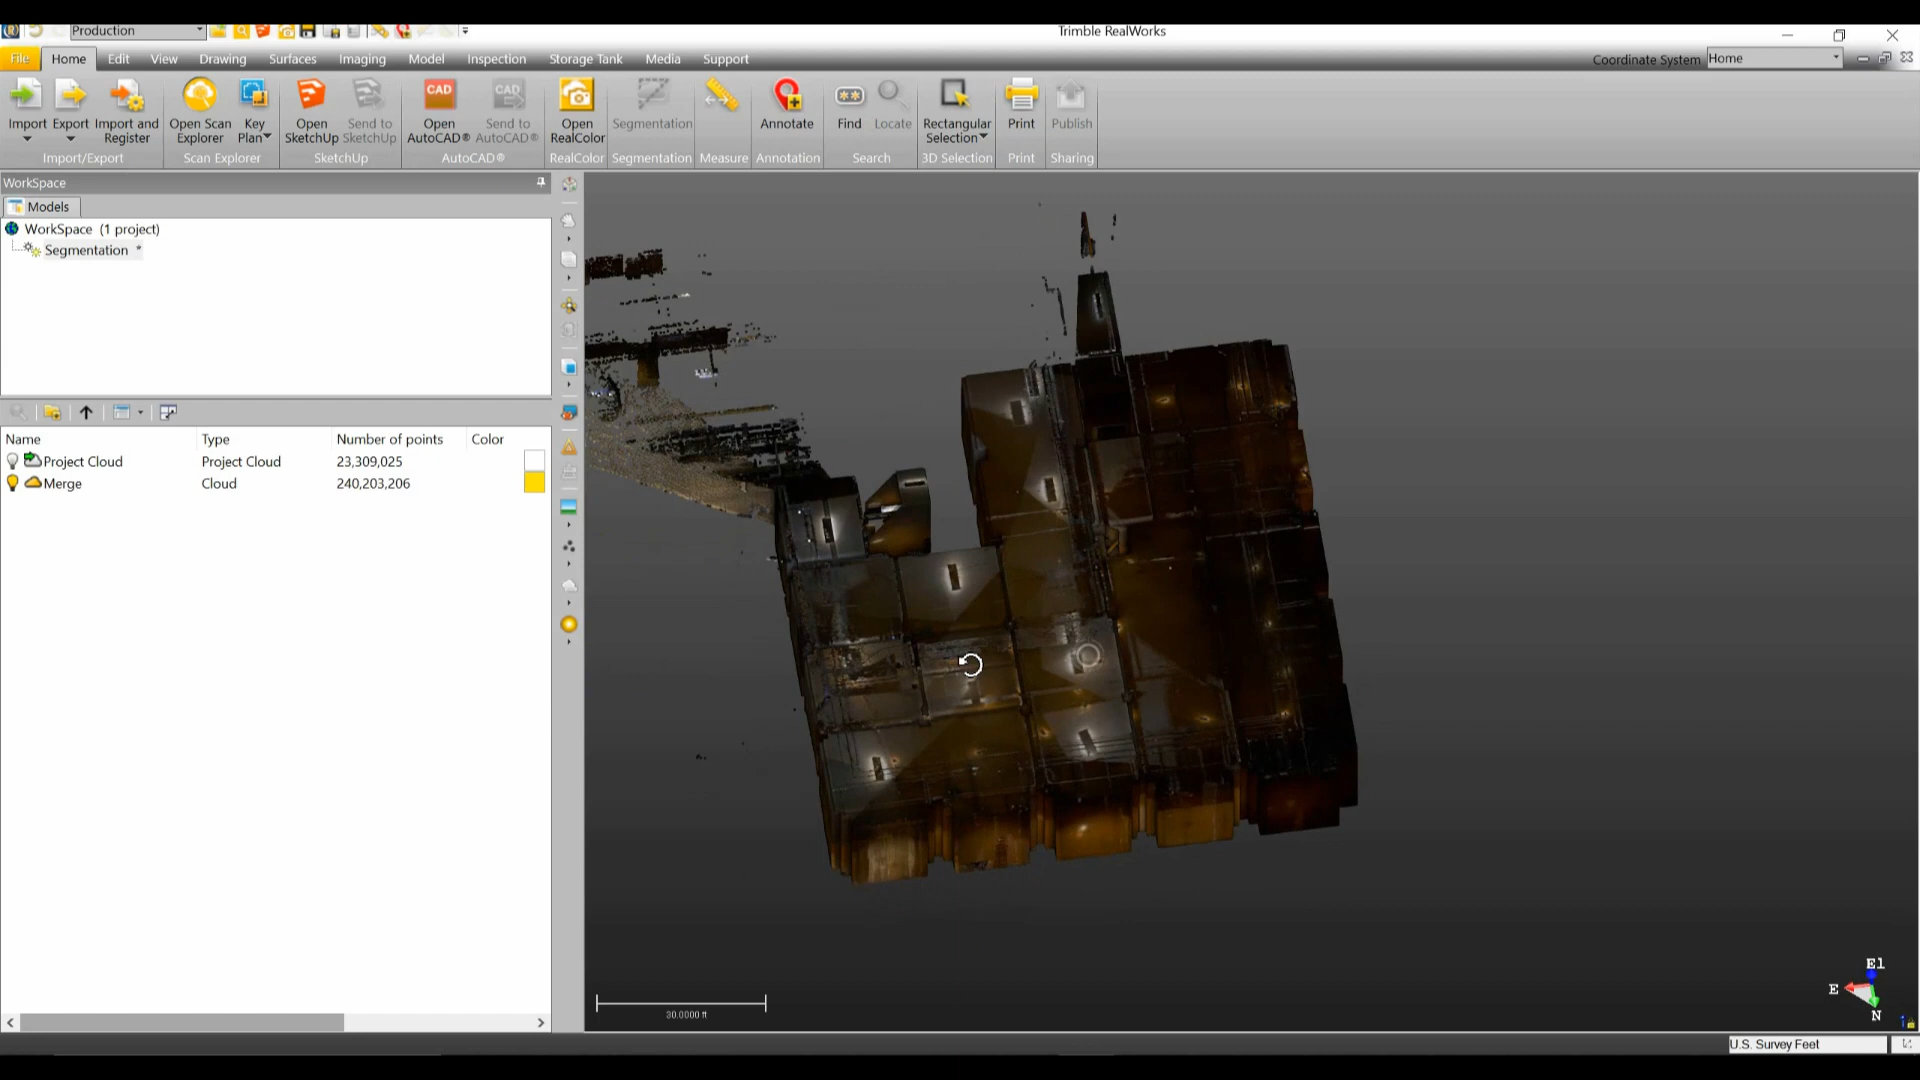 Production
Trimble RealWorks
File Home Edit View Drawing Surfaces Imaging Model Inspection Storage Tank Media Support
Coordinate System Home
Import Export Import and Register
Open Scan Explorer Key Plan
Open SketchUp Send to SketchUp
CAD Open AutoCAD® CAD Send to AutoCAD®
Open RealColor
Segmentation
Annotate
Find Locate
Rectangular Selection
Print
Publish
Import/Export Scan Explorer SketchUp AutoCAD® RealColor Segmentation Measure Annotation Search 3D Selection Print Sharing
WorkSpace
Models
WorkSpace (1 project)
Segmentation *
Name Type Number of points Color
Project Cloud Project Cloud 23,309,025
Merge Cloud 240,203,206
30.0000 ft
El
E
N
U.S. Survey Feet